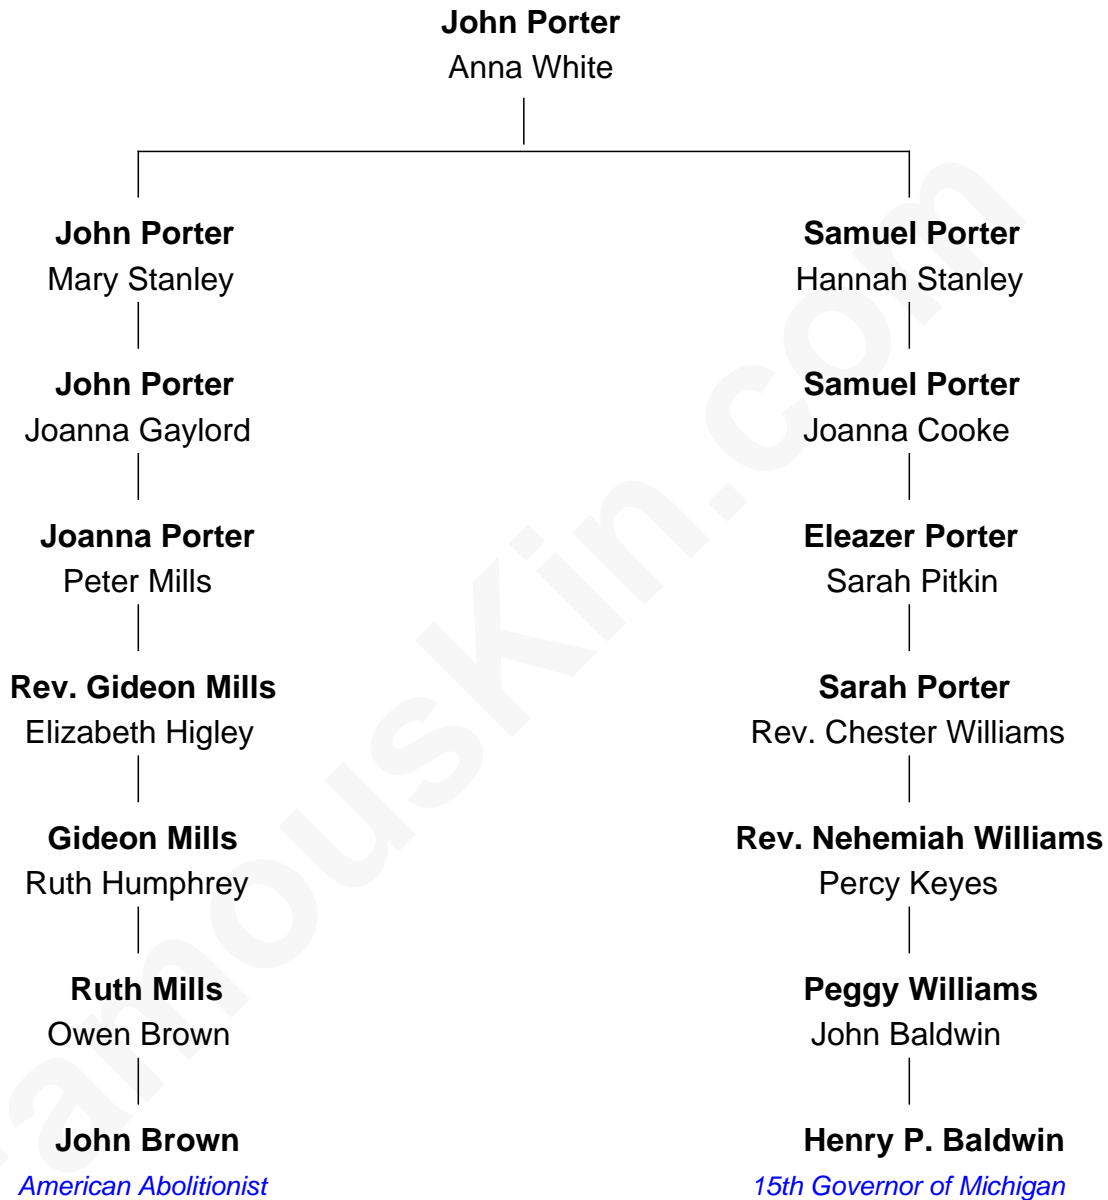 John Porter
Anna White
John Porter
Mary Stanley
Samuel Porter
Hannah Stanley
John Porter
Joanna Gaylord
Samuel Porter
Joanna Cooke
Joanna Porter
Peter Mills
Eleazer Porter
Sarah Pitkin
Rev. Gideon Mills
Elizabeth Higley
Sarah Porter
Rev. Chester Williams
Gideon Mills
Ruth Humphrey
Rev. Nehemiah Williams
Percy Keyes
Ruth Mills
Owen Brown
Peggy Williams
John Baldwin
John Brown
American Abolitionist
Henry P. Baldwin
15th Governor of Michigan
famouskin.com